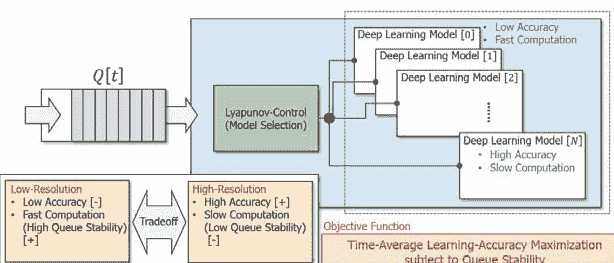 Q[t]
Lyapunov-Control
(Model Selection)
Deep Learning Model [0]
Deep Learning Model [1]
Deep Learning Model [2]
Deep Learning Model [N]
• High Accuracy
• Slow Computation
• Low Accuracy
• Fast Computation
Low-Resolution
• Low Accuracy [-]
• Fast Computation
(High Queue Stability)
[+]
Tradeoff
High-Resolution
• High Accuracy [+]
• Slow Computation
(Low Queue Stability)
[-]
Objective Function
Time-Average Learning-Accuracy Maximization
subject to Queue Stability